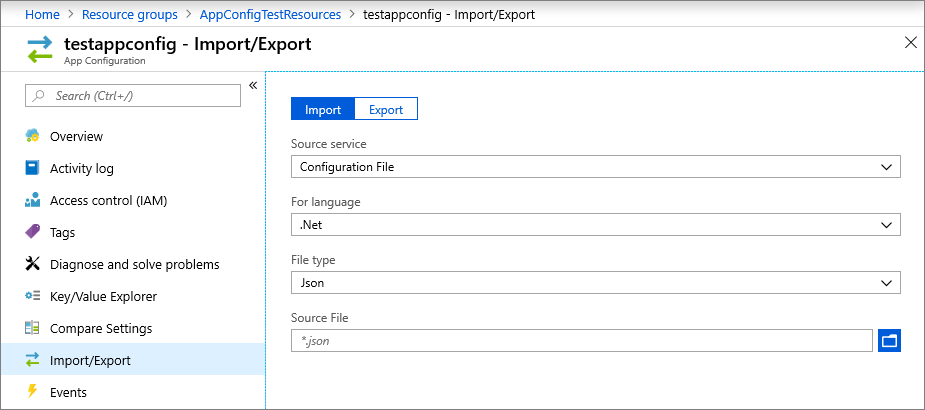 Home > Resource groups > AppConfigTestResources > testappconfig - Import/Export
testappconfig - Import/Export
App Configuration
Search (Ctrl+/)
Overview
Activity log
Access control (IAM)
Tags
Diagnose and solve problems
Key/Value Explorer
Compare Settings
Import/Export
Events
Import Export
Source service
Configuration File
For language
.Net
File type
Json
Source File
*.json